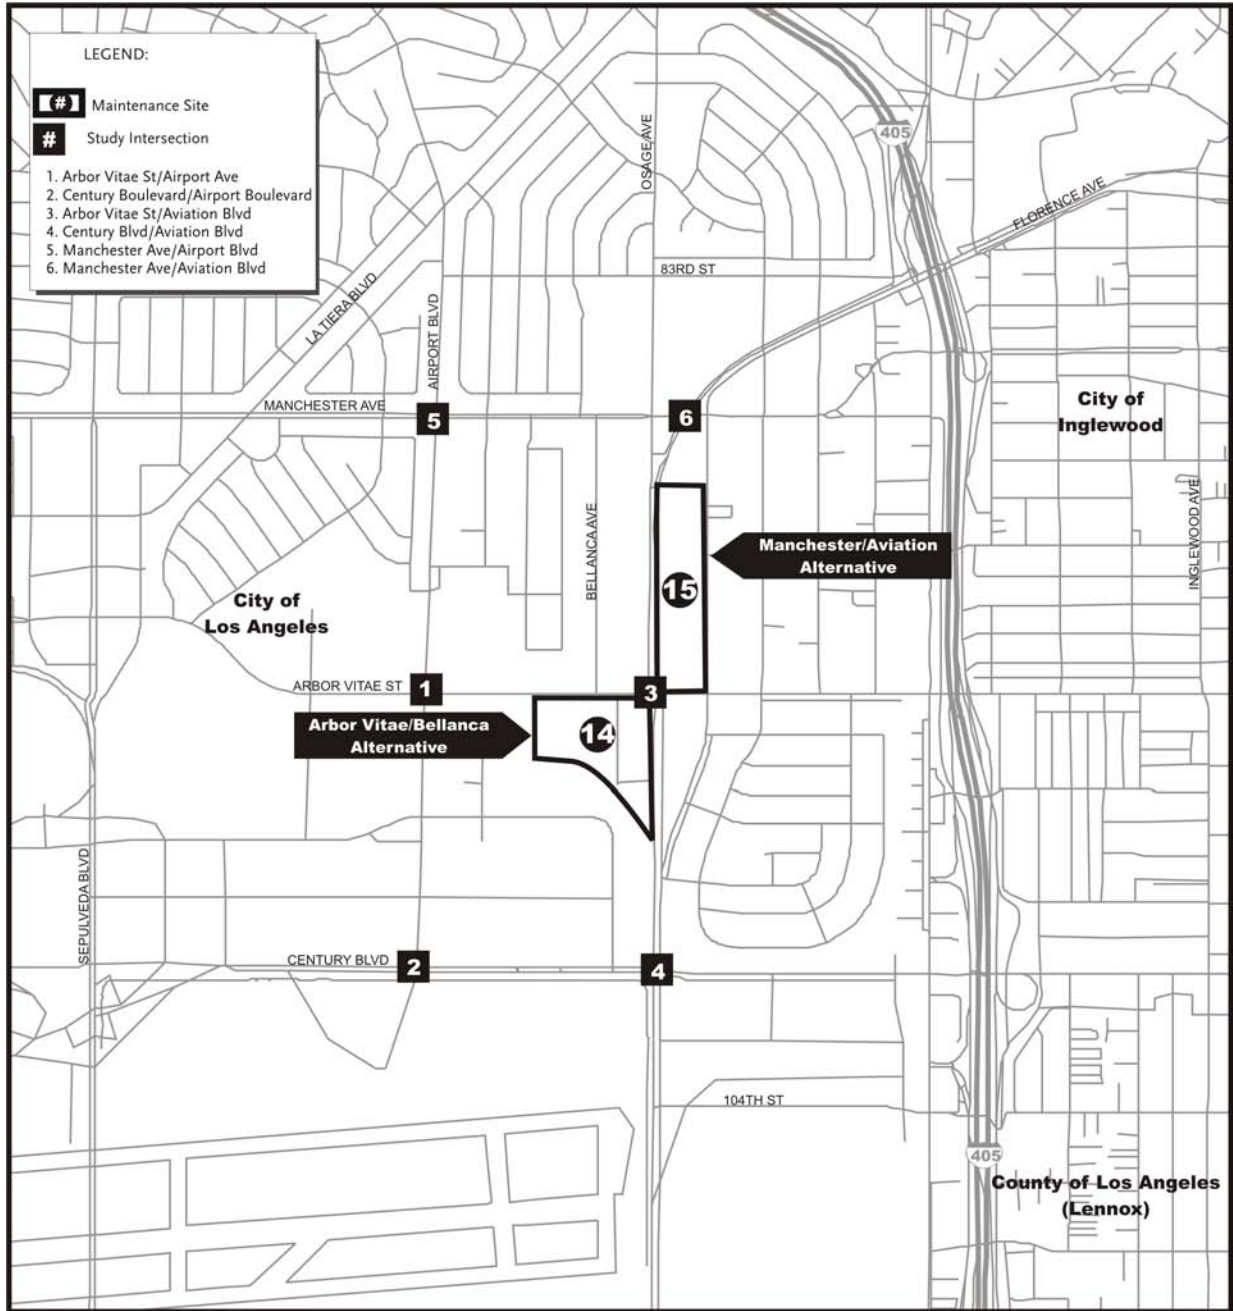 LEGEND:
(#) Maintenance Site
# Study Intersection
1. Arbor Vitae St/Airport Ave
2. Century Boulevard/Airport Boulevard
3. Arbor Vitae St/Aviation Blvd
4. Century Blvd/Aviation Blvd
5. Manchester Ave/Airport Blvd
6. Manchester Ave/Aviation Blvd
OSAGE AVE
405
FLORENCE AVE
83RD ST
LA TIERA BLVD
AIRPORT BLVD
MANCHESTER AVE
5
6
City of
Inglewood
BELLANCA AVE
INGLEWOOD AVE
Manchester/Aviation
Alternative
15
City of
Los Angeles
ARBOR VITAE ST
1
3
Arbor Vitae/Bellanca
Alternative
14
SEPULVEDA BLVD
CENTURY BLVD
2
4
104TH ST
405
County of Los Angeles
(Lennox)